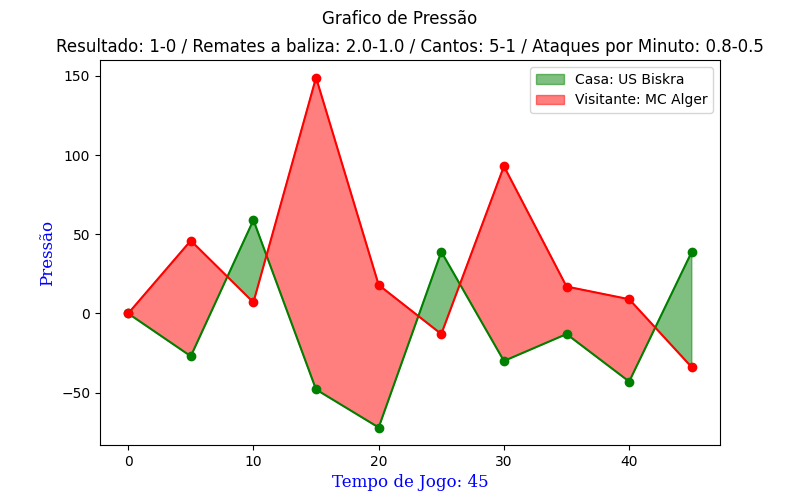 Grafico de Pressão
Resultado: 1-0 / Remates a baliza: 2.0-1.0 / Cantos: 5-1 / Ataques por Minuto: 0.8-0.5
Casa: US Biskra
Visitante: MC Alger
150
100
50
0
−50
Pressão
0 10 20 30 40
Tempo de Jogo: 45